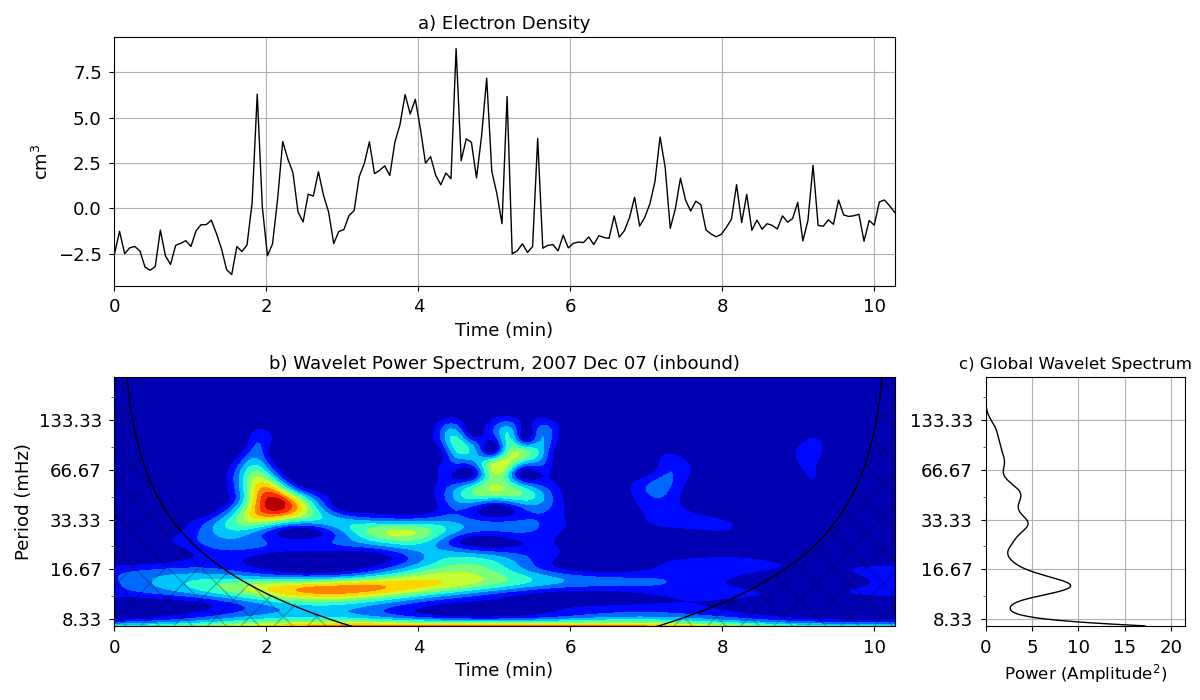 a) Electron Density
7.5
5.0
2.5
0.0
−2.5
cm³
0 2 4 6 8 10
Time (min)
b) Wavelet Power Spectrum, 2007 Dec 07 (inbound)
133.33
66.67
33.33
16.67
8.33
Period (mHz)
0 2 4 6 8 10
Time (min)
c) Global Wavelet Spectrum
133.33
66.67
33.33
16.67
8.33
0 5 10 15 20
Power (Amplitude²)